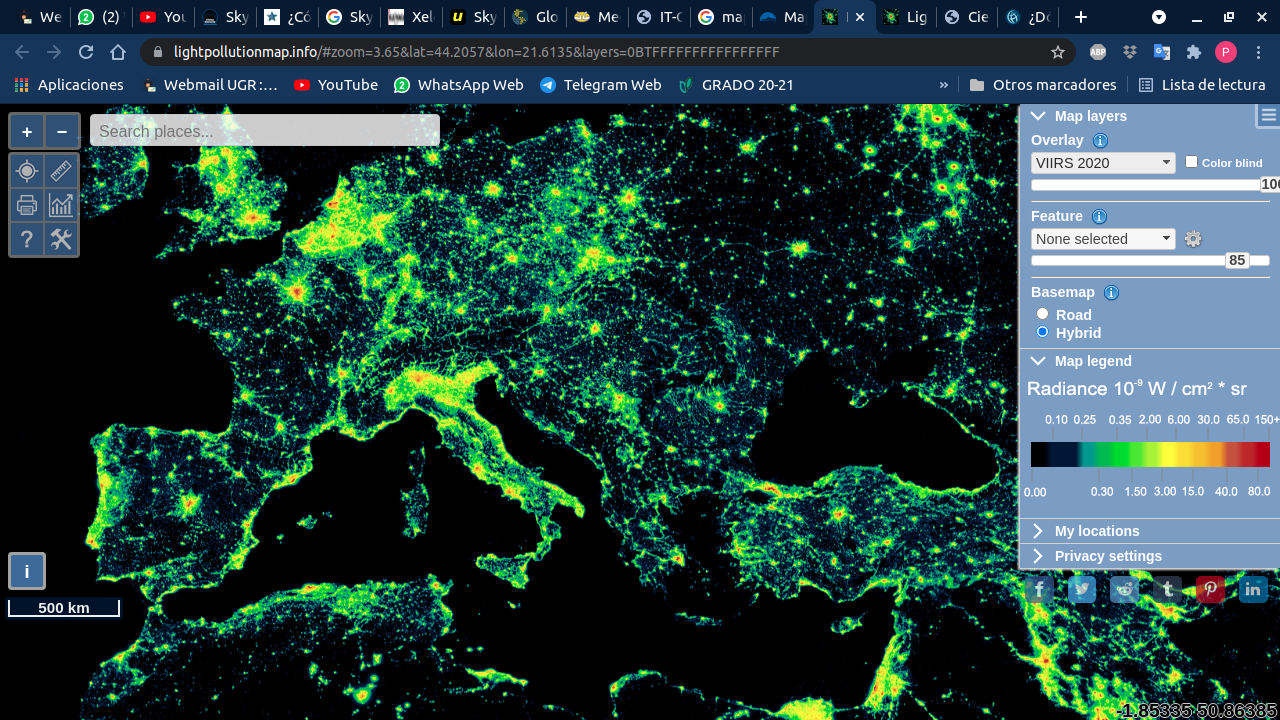 We
(2)
You
Sky
¿Có
Sky
Xel
Sky
Glo
Me
IT-C
map
Map
Lig
Cie
¿Do
lightpollutionmap.info/#zoom=3.65&lat=44.2057&lon=21.6135&layers=0BTFFFFFFFFFFFFFFFF
ABP
P
Aplicaciones
Webmail UGR :…
YouTube
WhatsApp Web
Telegram Web
GRADO 20-21
»
Otros marcadores
Lista de lectura
+ −
Search places...
?
i
500 km
Map layers
Overlay i
VIIRS 2020
Color blind
100
Feature i
None selected
85
Basemap i
Road
Hybrid
Map legend
Radiance 10⁻⁹ W / cm² * sr
0.10 0.25 0.35 2.00 6.00 30.0 65.0 150+
0.00 0.30 1.50 3.00 15.0 40.0 80.0
My locations
Privacy settings
-1.85335 50.86385